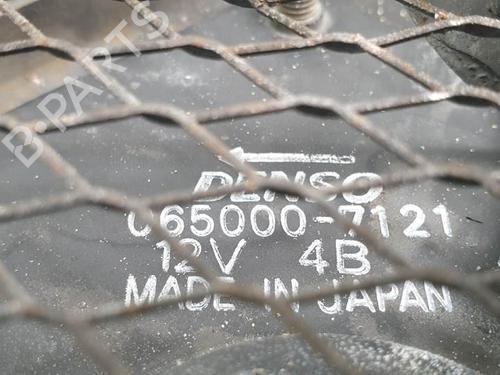 B-PARTS
DENSO
065000-7121
12V 4B
MADE IN JAPAN